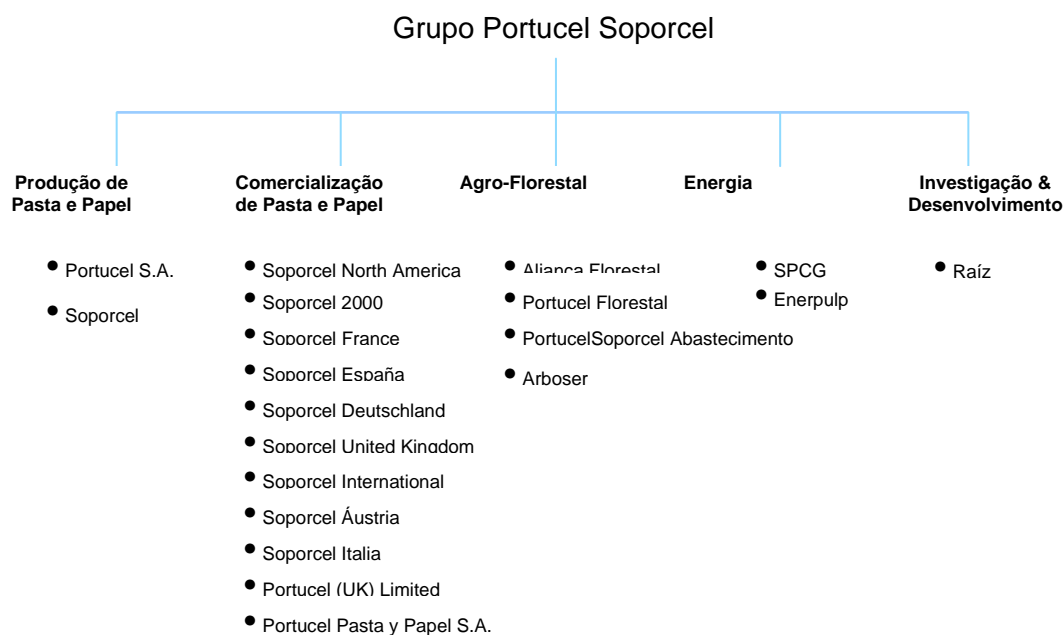 Grupo Portucel Soporcel
Produção de
Pasta e Papel
Portucel S.A.
Soporcel
Comercialização
de Pasta e Papel
Soporcel North America
Soporcel 2000
Soporcel France
Soporcel España
Soporcel Deutschland
Soporcel United Kingdom
Soporcel International
Soporcel Áustria
Soporcel Italia
Portucel (UK) Limited
Portucel Pasta y Papel S.A.
Agro-Florestal
Aliança Florestal
Portucel Florestal
PortucelSoporcel Abastecimento
Arboser
Energia
SPCG
Enerpulp
Investigação &
Desenvolvimento
Raíz